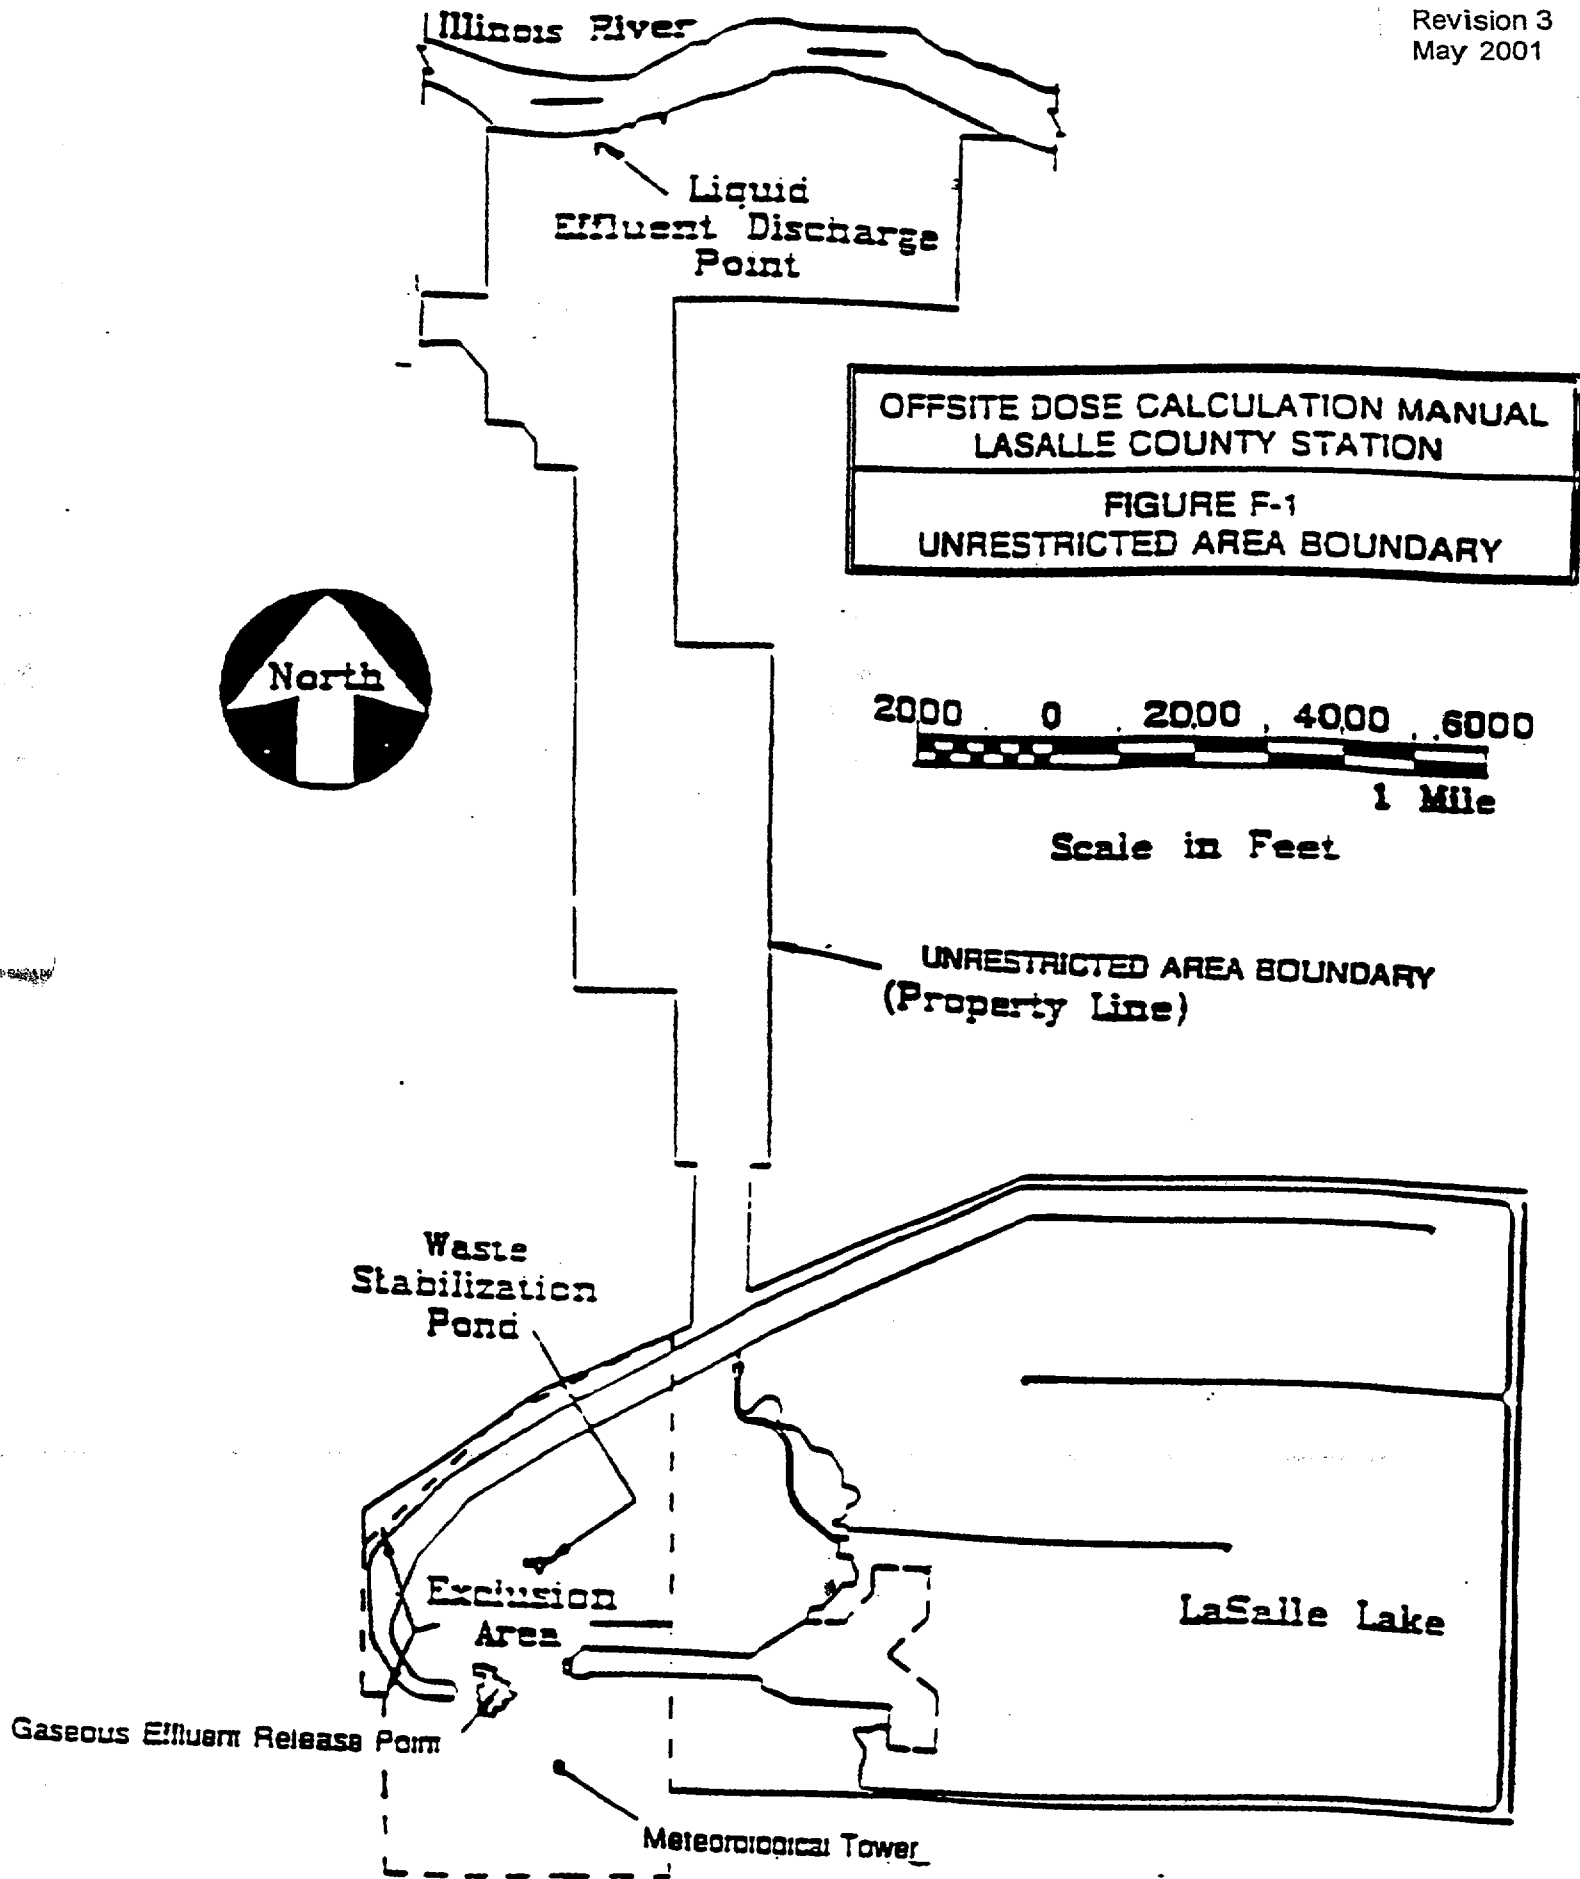 Revision 3
May 2001
Illinois River
Liquid
Effluent Discharge
Point
OFFSITE DOSE CALCULATION MANUAL
LASALLE COUNTY STATION
FIGURE F-1
UNRESTRICTED AREA BOUNDARY
North
2000 0 2000 4000 6000
1 Mile
Scale in Feet
UNRESTRICTED AREA BOUNDARY
(Property Line)
Waste
Stabilization
Pond
Exclusion
Area
LaSalle Lake
Gaseous Effluent Release Point
Meteorological Tower